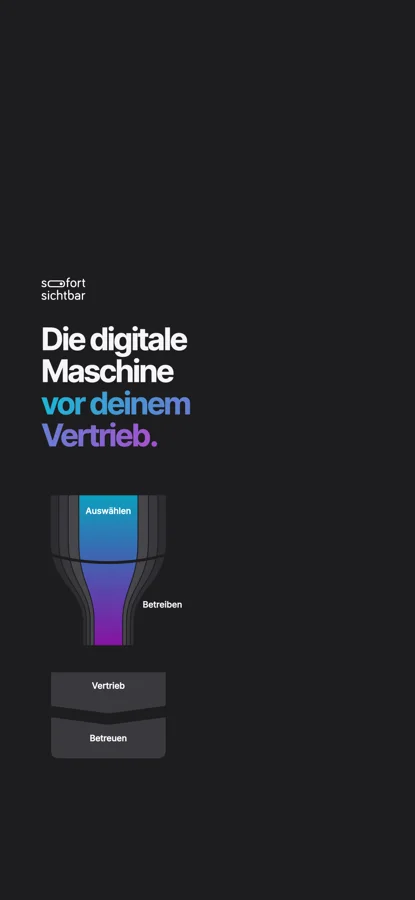 sofort
sichtbar
Die digitale
Maschine
vor deinem
Vertrieb.
Auswählen
Betreiben
Vertrieb
Betreuen